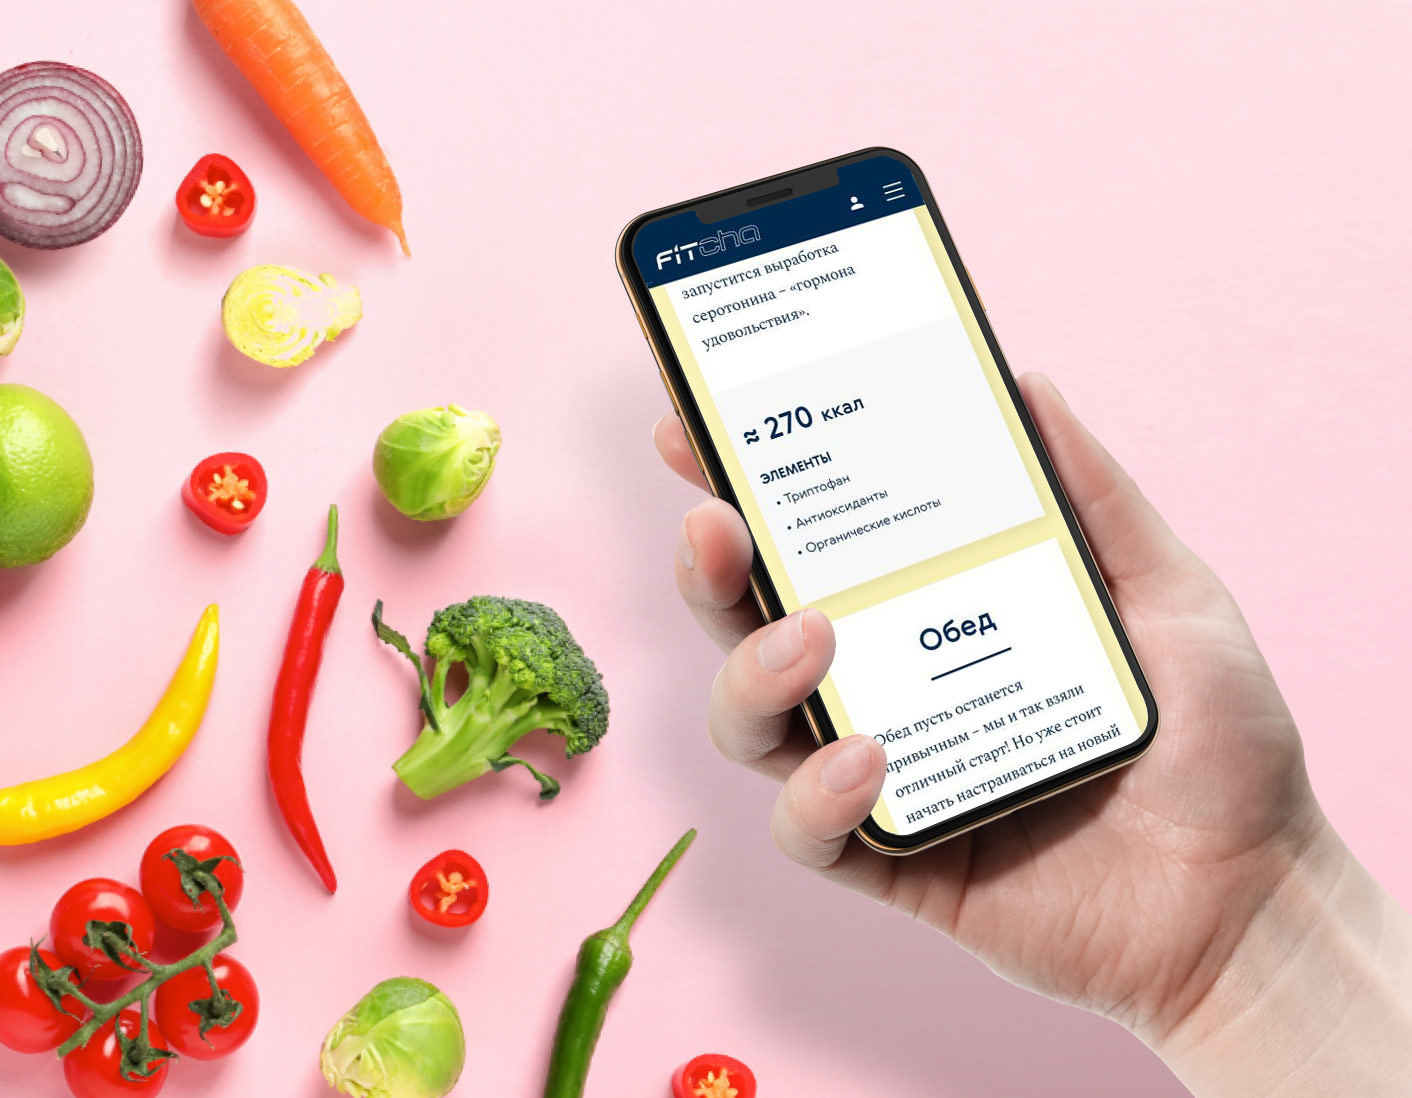 FiTcha
запустится выработка
серотонина – «гормона
удовольствия».
≈ 270 ккал
ЭЛЕМЕНТЫ
• Триптофан
• Антиоксиданты
• Органические кислоты
Обед
Обед пусть останется
привычным – мы и так взяли
отличный старт! Но уже стоит
начать настраиваться на новый